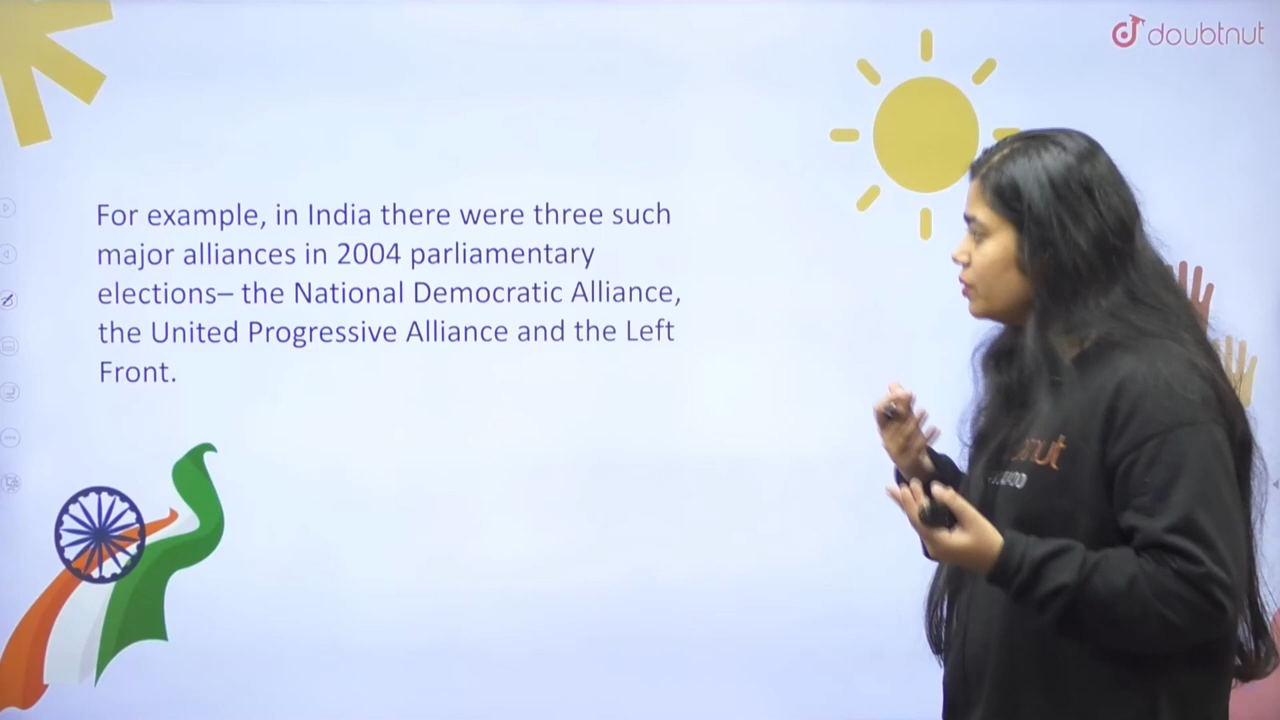 doubtnut
For example, in India there were three such
major alliances in 2004 parliamentary
elections– the National Democratic Alliance,
the United Progressive Alliance and the Left
Front.